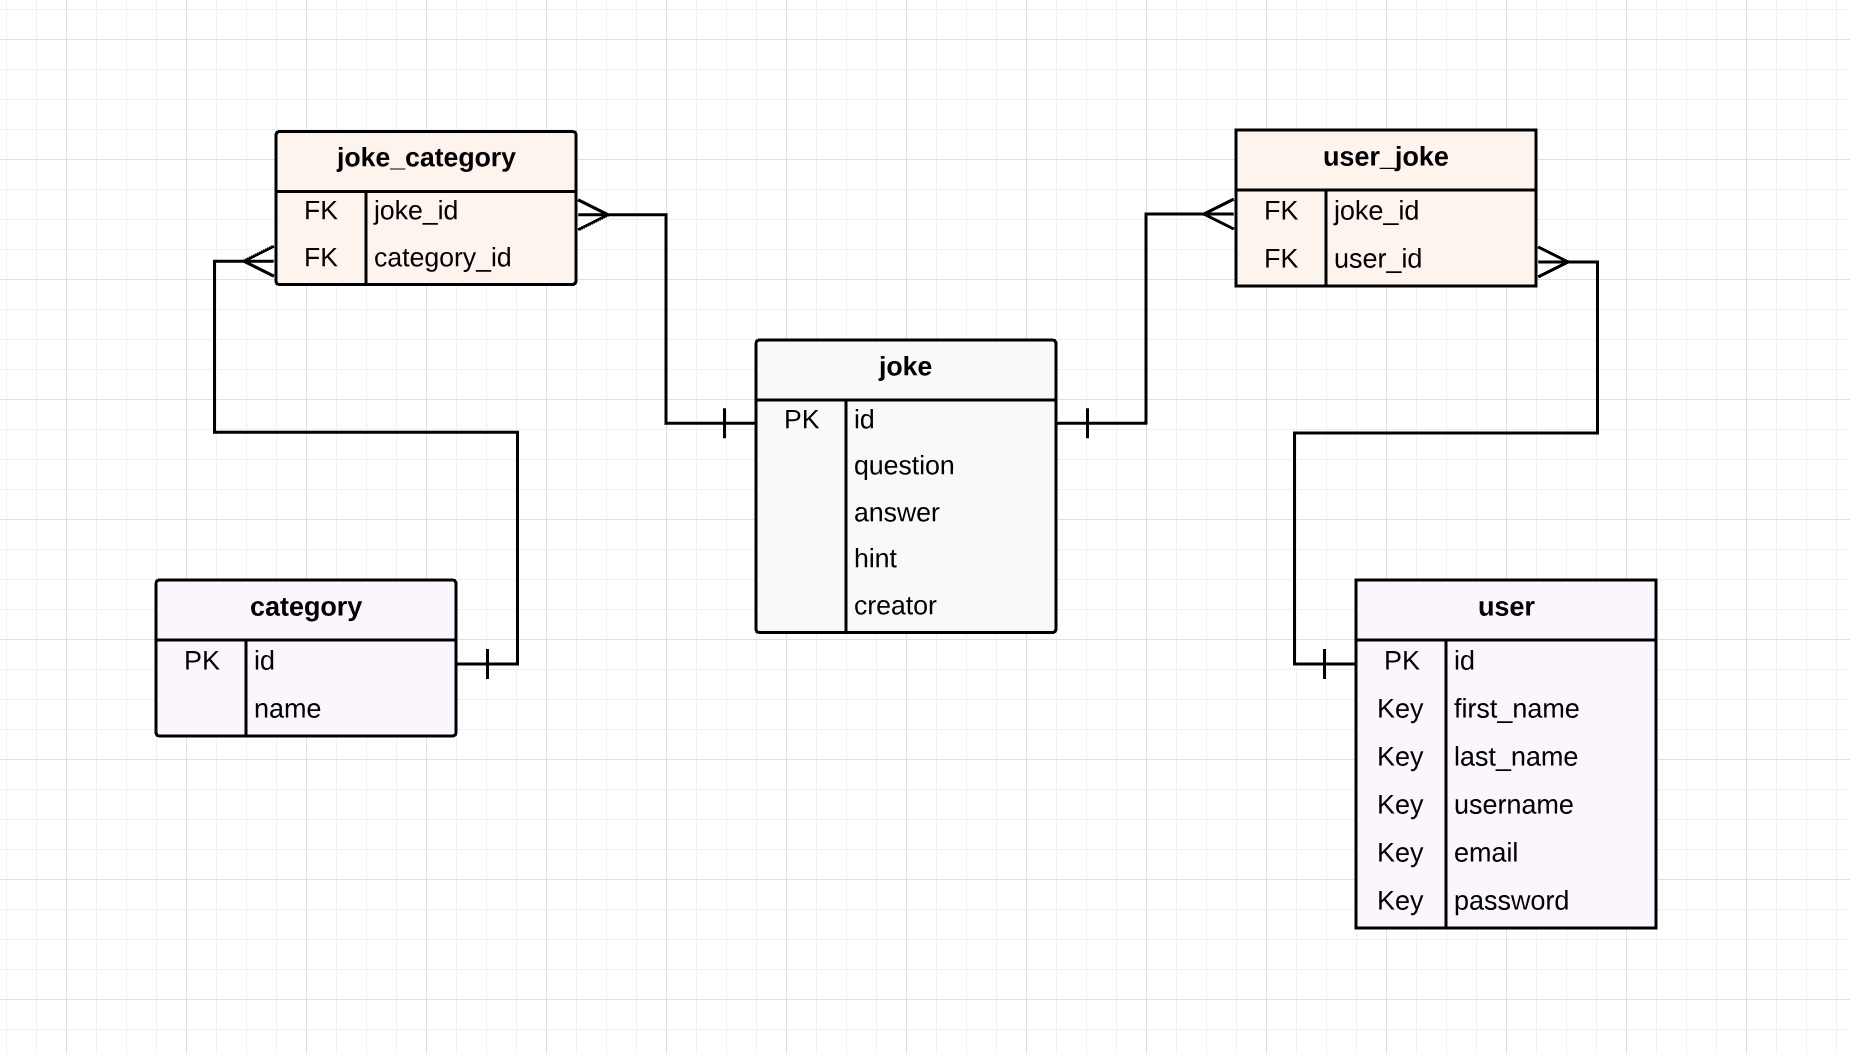 joke_category
FK joke_id
FK category_id
user_joke
FK joke_id
FK user_id
joke
PK id
question
answer
hint
creator
category
PK id
name
user
PK id
Key first_name
Key last_name
Key username
Key email
Key password